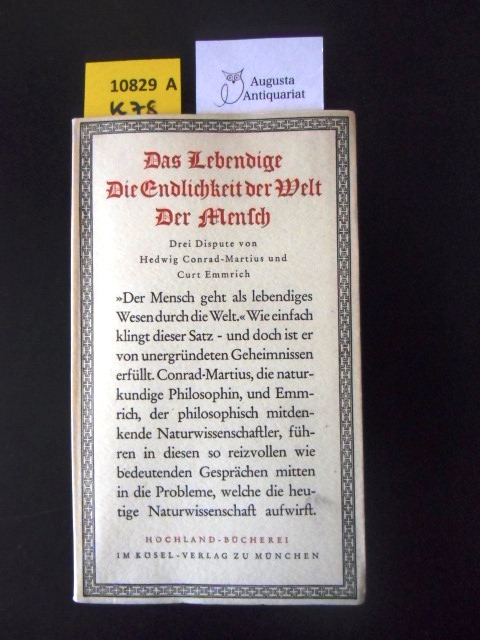 10829 A
K78
Augusta
Antiquariat
Das Lebendige
Die Endlichkeit der Welt
Der Mensch
Drei Dispute von
Hedwig Conrad-Martius und
Curt Emmrich
»Der Mensch geht als lebendiges
Wesen durch die Welt.« Wie einfach
klingt dieser Satz - und doch ist er
von unergründeten Geheimnissen
erfüllt. Conrad-Martius, die natur-
kundige Philosophin, und Emm-
rich, der philosophisch mitden-
kende Naturwissenschaftler, füh-
ren in diesen so reizvollen wie
bedeutenden Gesprächen mitten
in die Probleme, welche die heu-
tige Naturwissenschaft aufwirft.
HOCHLAND-BÜCHEREI
IM KÖSEL-VERLAG ZU MÜNCHEN